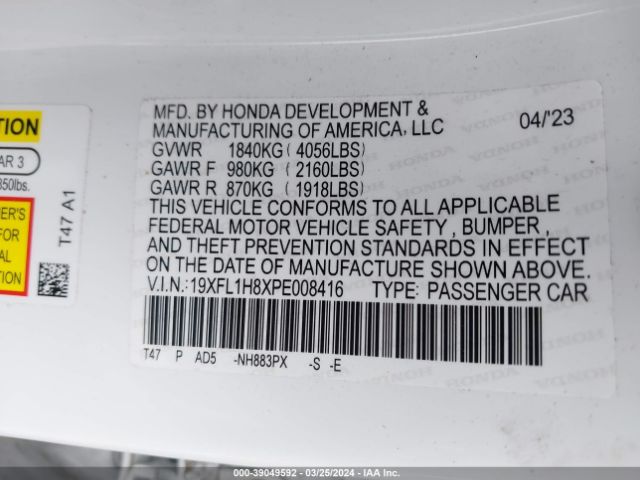 TION
AR 3
850lbs.
ER'S
FOR
AL
TION
T47 A1
MFD. BY HONDA DEVELOPMENT & MANUFACTURING OF AMERICA, LLC 04/'23
GVWR 1840KG ( 4056LBS)
GAWR F 980KG ( 2160LBS)
GAWR R 870KG ( 1918LBS)
THIS VEHICLE CONFORMS TO ALL APPLICABLE
FEDERAL MOTOR VEHICLE SAFETY , BUMPER ,
AND THEFT PREVENTION STANDARDS IN EFFECT
ON THE DATE OF MANUFACTURE SHOWN ABOVE.
V.I.N.:19XFL1H8XPE008416 TYPE: PASSENGER CAR
T47 P AD5 -NH883PX -S -E
000-39049592 - 03/25/2024 - IAA Inc.